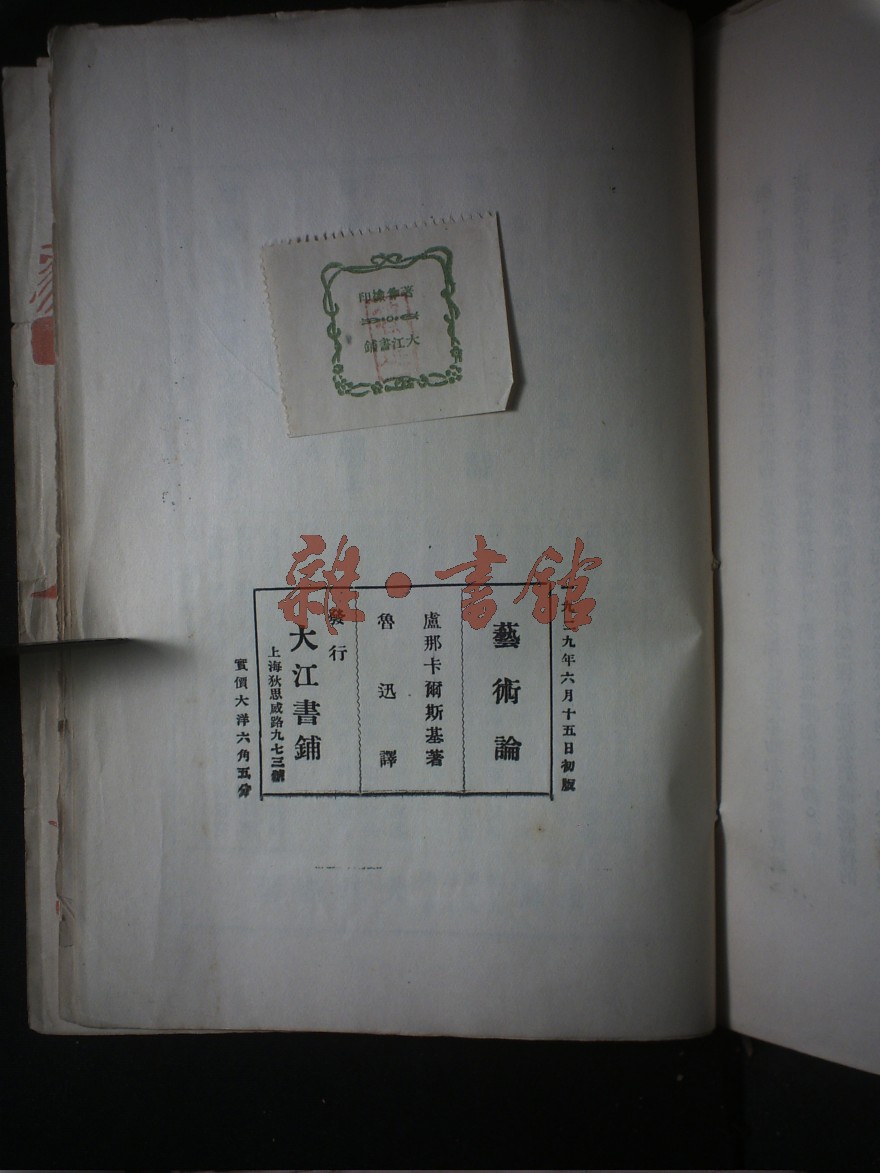 著作權印
大江書鋪
雜·書館
一九二九年六月十五日初版
藝術論
盧那卡爾斯基著
魯迅譯
發行
大江書鋪
上海狄思威路九七三號
實價大洋六角五分